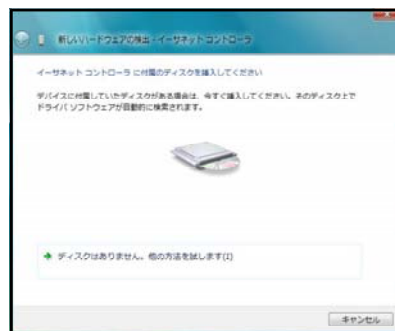 新しいハードウェアの検出 - イーサネット コントローラ
イーサネット コントローラ に付属のディスクを挿入してください
デバイスに付属していたディスクがある場合は、今すぐ挿入してください。そのディスク上で
ドライバ ソフトウェアが自動的に検索されます。
ディスクはありません。他の方法を試します(I)
キャンセル